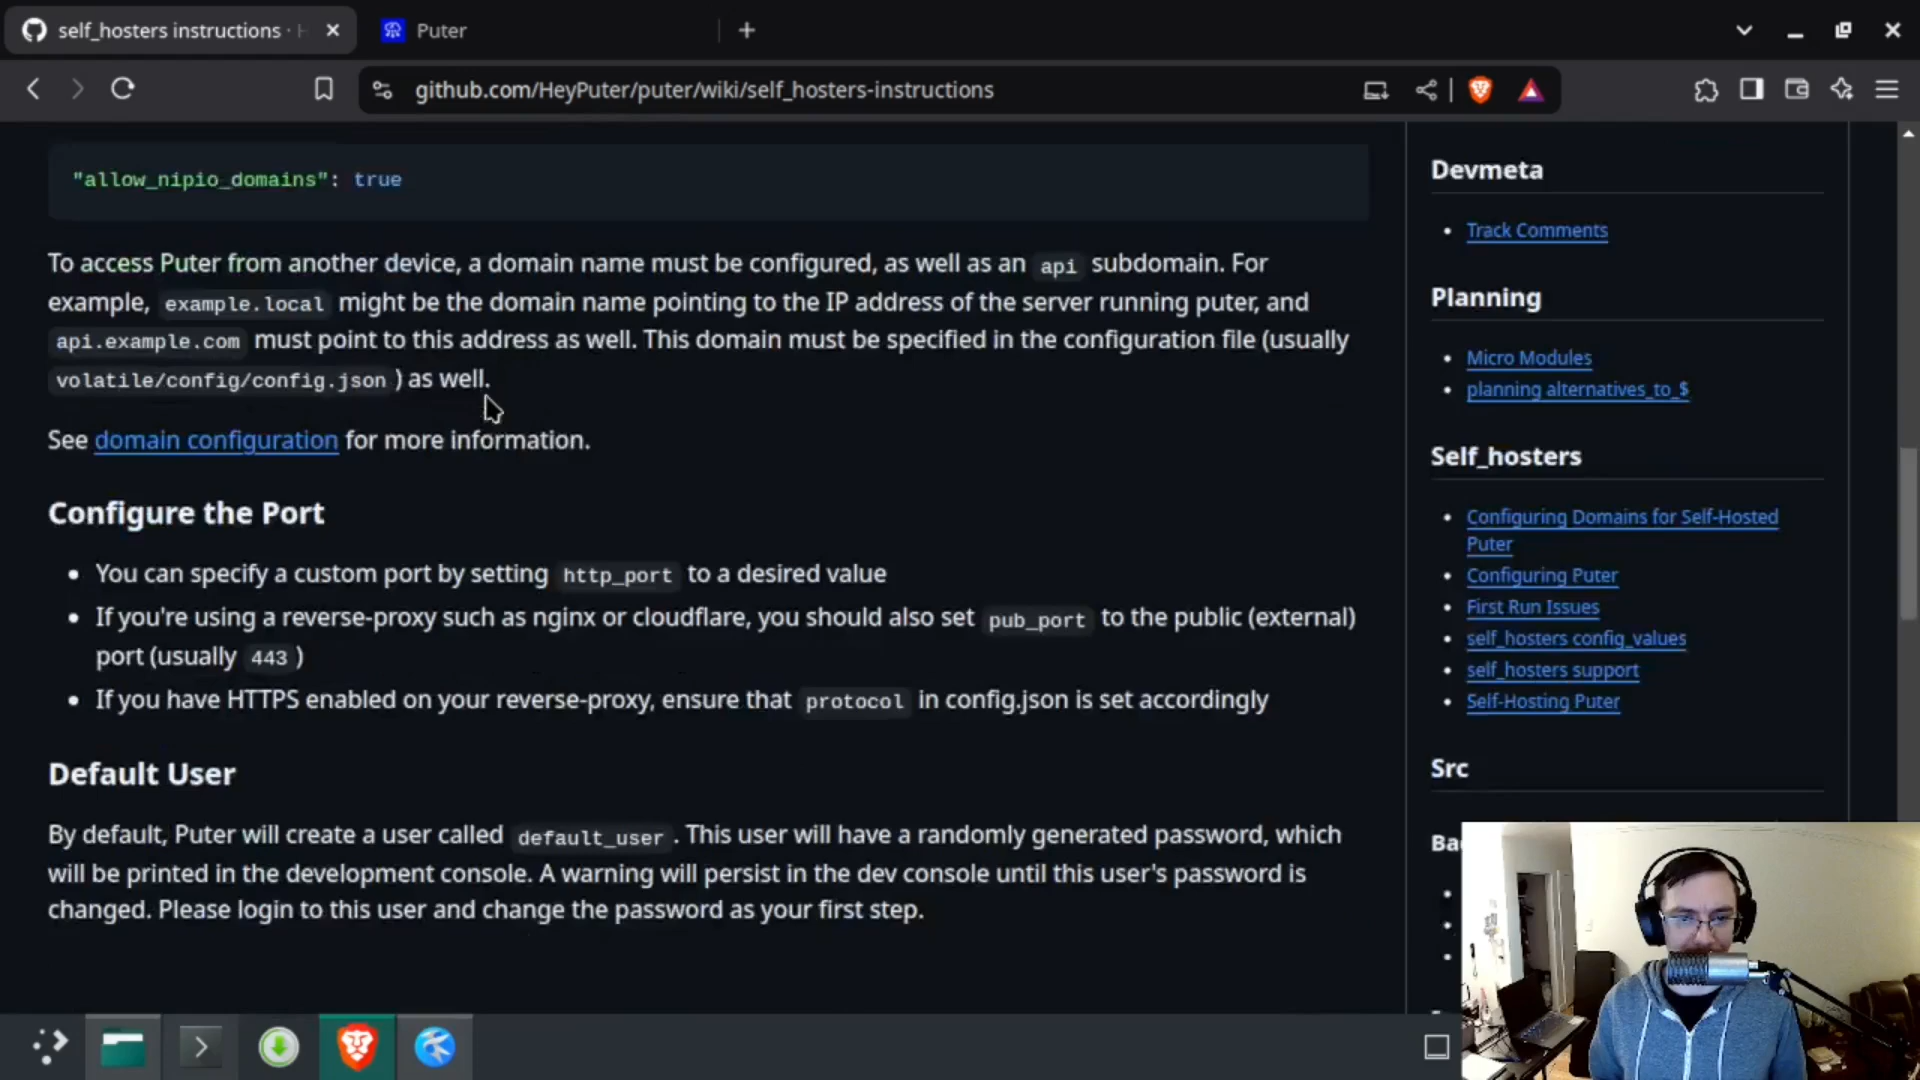 self_hosters instructions · H
Puter
github.com/HeyPuter/puter/wiki/self_hosters-instructions
"allow_nipio_domains": true
To access Puter from another device, a domain name must be configured, as well as an api subdomain. For
example, example.local might be the domain name pointing to the IP address of the server running puter, and
api.example.com must point to this address as well. This domain must be specified in the configuration file (usually
volatile/config/config.json ) as well.
See domain configuration for more information.
Configure the Port
• You can specify a custom port by setting http_port to a desired value
• If you're using a reverse-proxy such as nginx or cloudflare, you should also set pub_port to the public (external)
port (usually 443 )
• If you have HTTPS enabled on your reverse-proxy, ensure that protocol in config.json is set accordingly
Default User
By default, Puter will create a user called default_user . This user will have a randomly generated password, which
will be printed in the development console. A warning will persist in the dev console until this user's password is
changed. Please login to this user and change the password as your first step.
Devmeta
• Track Comments
Planning
• Micro Modules
• planning alternatives_to_$
Self_hosters
• Configuring Domains for Self-Hosted
Puter
• Configuring Puter
• First Run Issues
• self_hosters config_values
• self_hosters support
• Self-Hosting Puter
Src
Ba